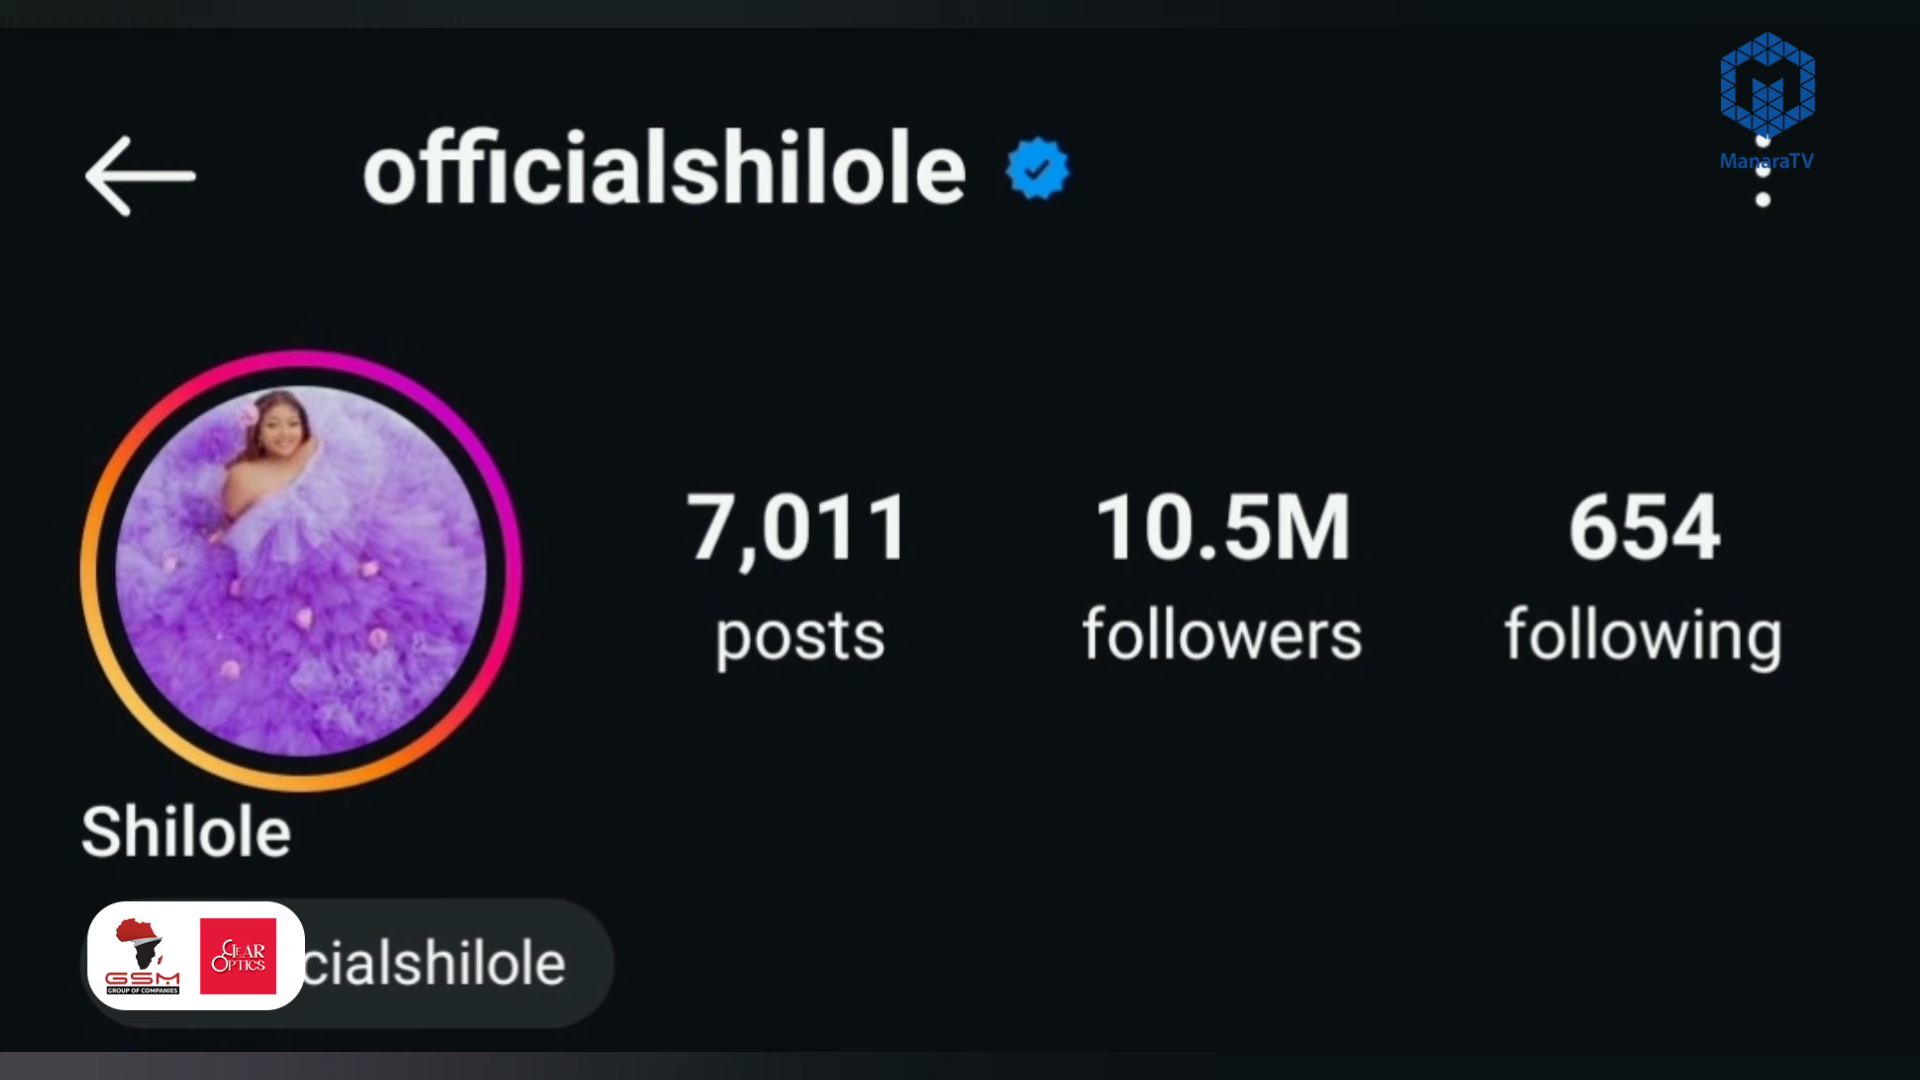 officialshilole
ManaraTV
7,011
10.5M
654
posts
followers
following
Shilole
GSM
GROUP OF COMPANIES
CLEAR
OPTICS
cialshilole